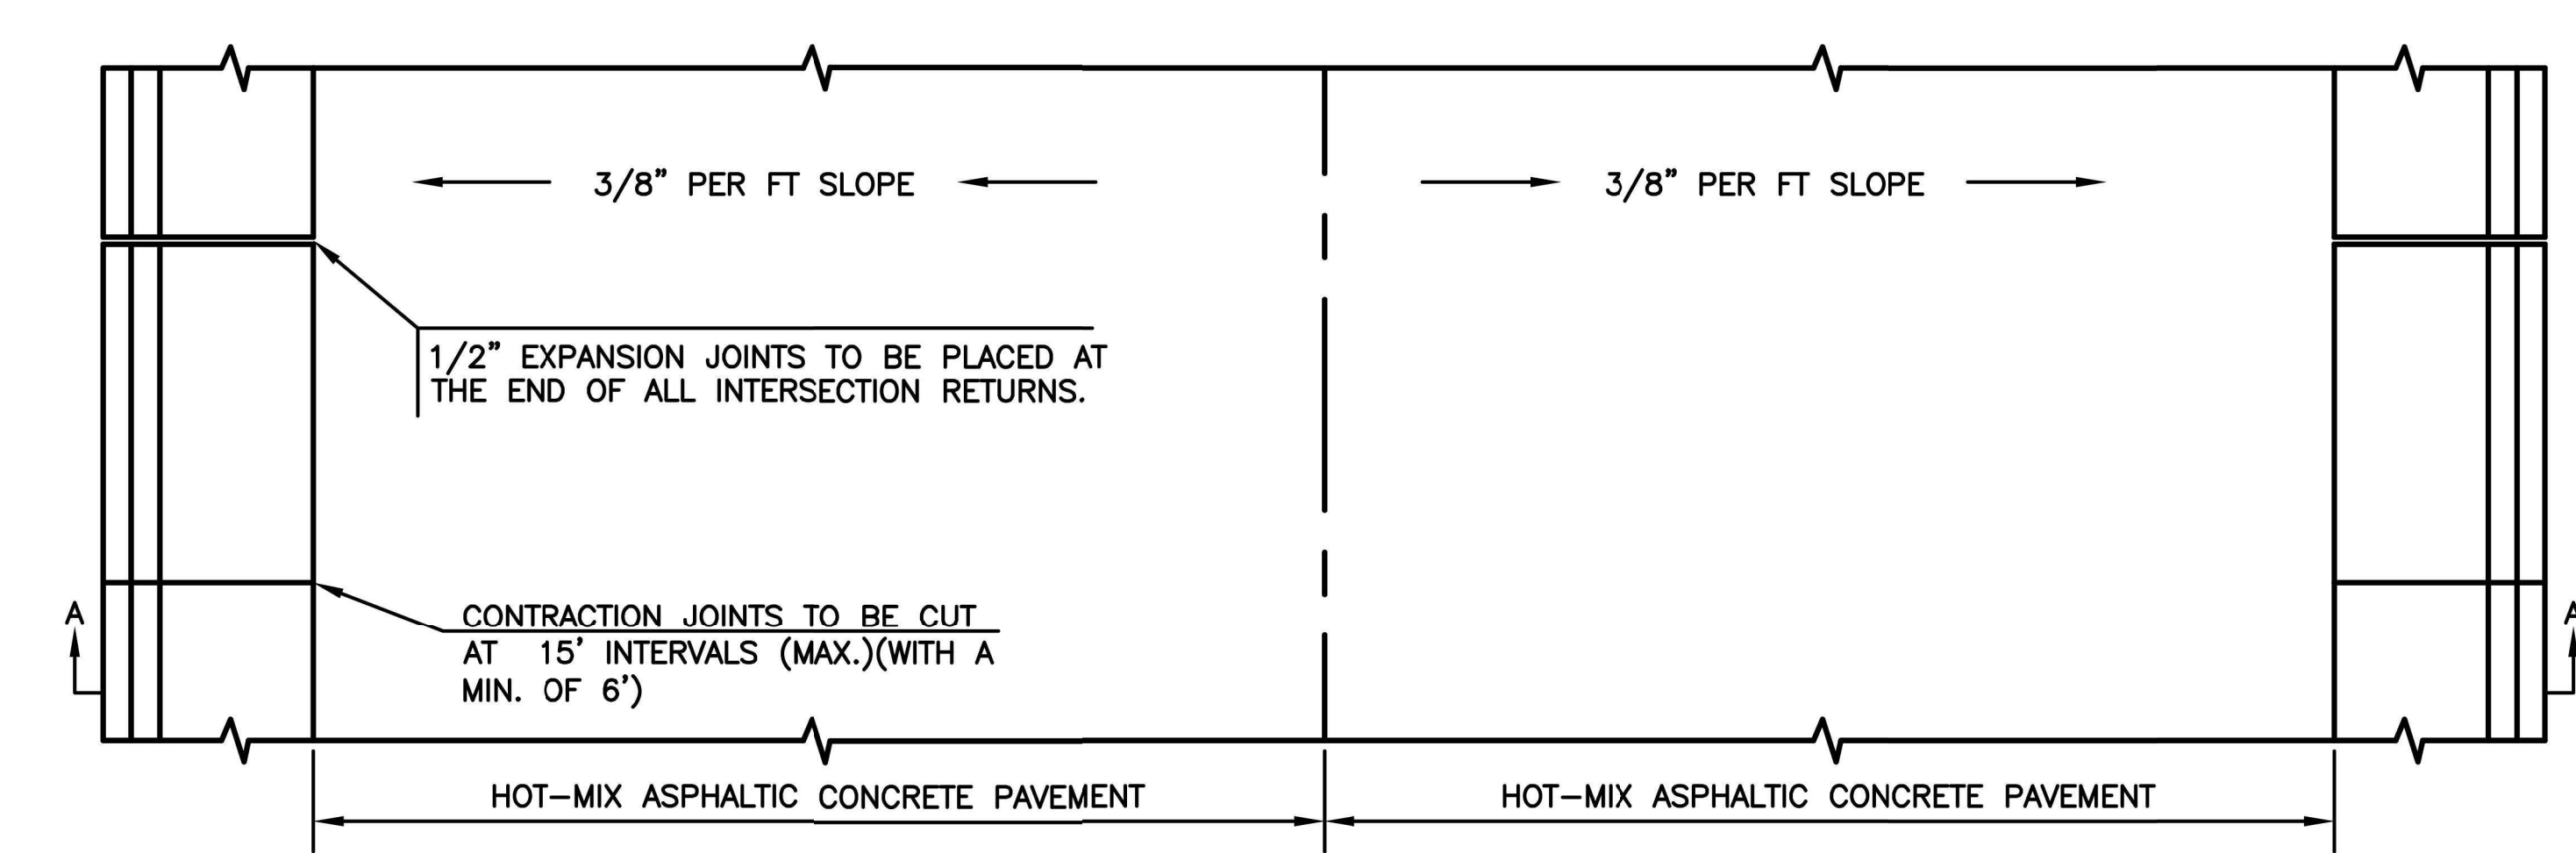 3/8” PER FT SLOPE
3/8” PER FT SLOPE
1/2” EXPANSION JOINTS TO BE PLACED AT
THE END OF ALL INTERSECTION RETURNS.
CONTRACTION JOINTS TO BE CUT
AT 15’ INTERVALS (MAX.)(WITH A
MIN. OF 6’)
A
A
HOT-MIX ASPHALTIC CONCRETE PAVEMENT
HOT-MIX ASPHALTIC CONCRETE PAVEMENT